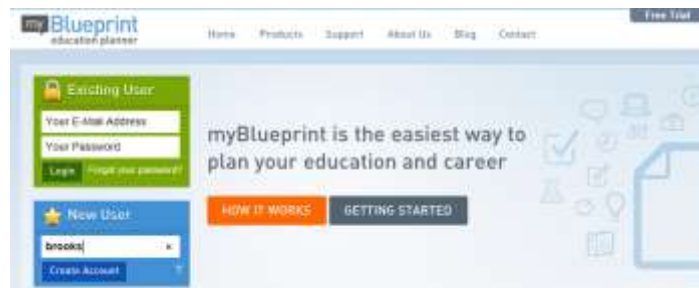 myBlueprint
education planner
Free Trial
Home Products Support About Us Blog Contact
Existing User
Your E-Mail Address
Your Password
Login Forgot your password?
New User
brooks
Create Account ?
myBlueprint is the easiest way to
plan your education and career
HOW IT WORKS GETTING STARTED